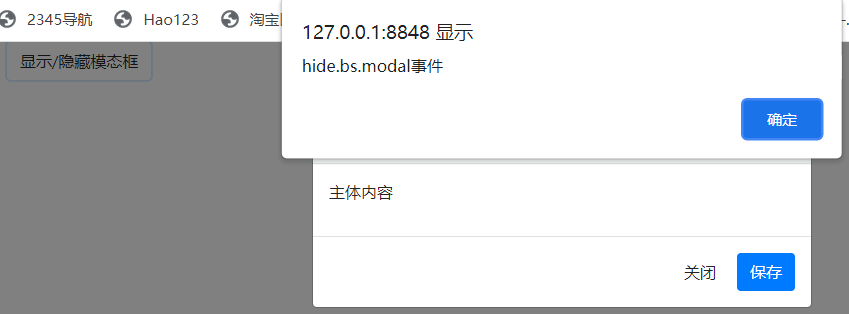 2345导航 Hao123
127.0.0.1:8848 显示
显示/隐藏模态框
hide.bs.modal事件
确定
主体内容
关闭 保存